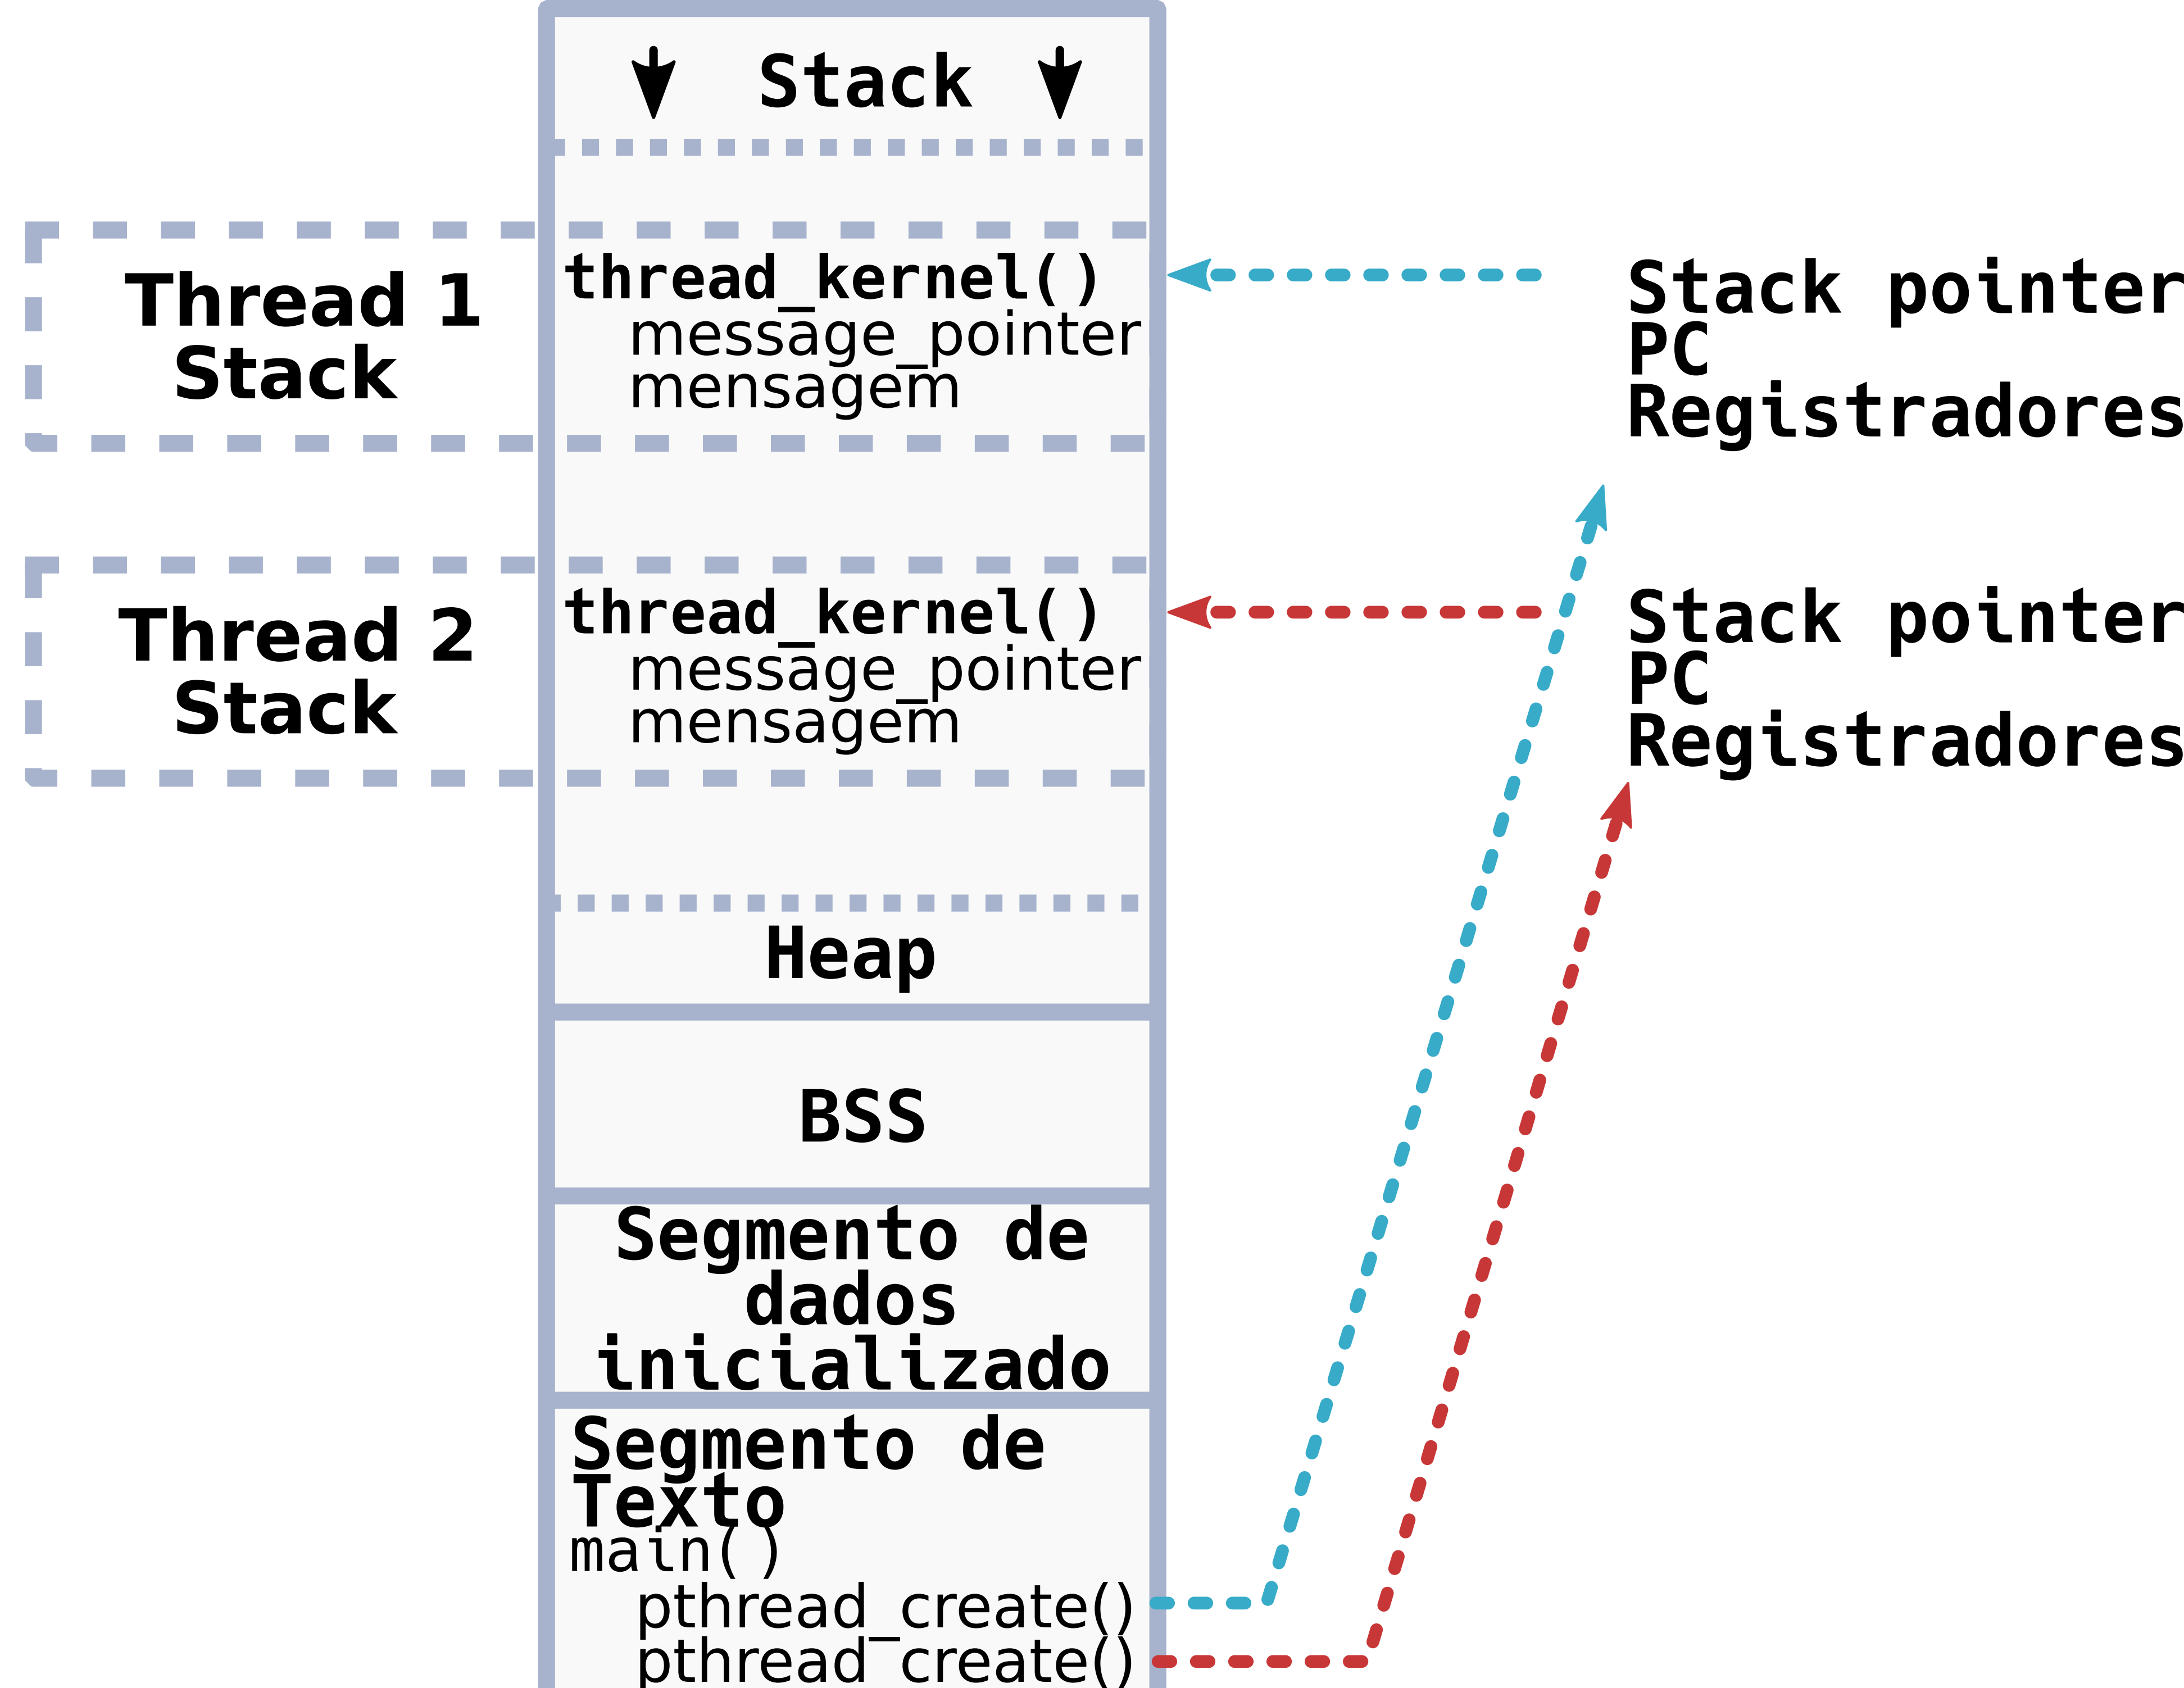 Stack
Thread 1
Stack
thread_kernel()
message_pointer
mensagem
Stack pointer
PC
Registradores
Thread 2
Stack
thread_kernel()
message_pointer
mensagem
Stack pointer
PC
Registradores
Heap
BSS
Segmento de
dados
inicializado
Segmento de
Texto
main()
pthread_create()
pthread_create()